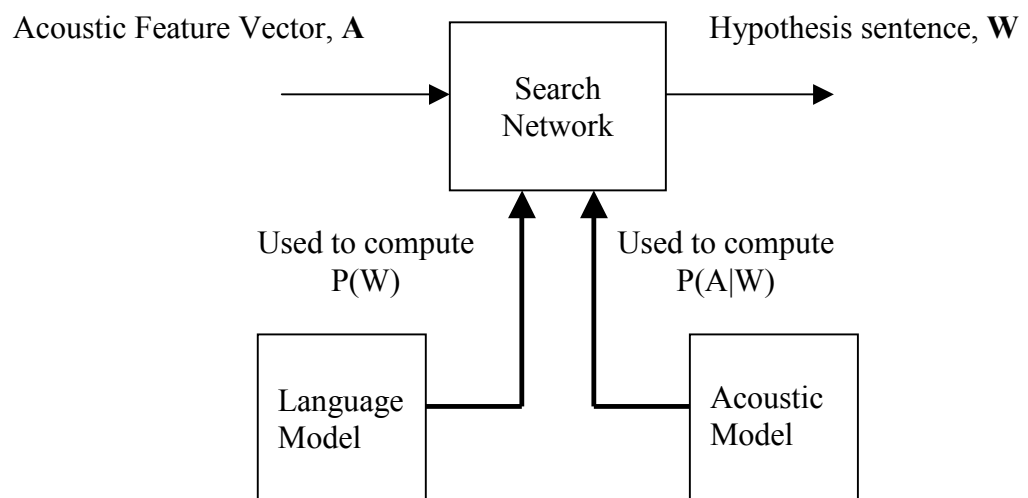 Acoustic Feature Vector, A
Hypothesis sentence, W
Search
Network
Used to compute
P(W)
Used to compute
P(A|W)
Language
Model
Acoustic
Model